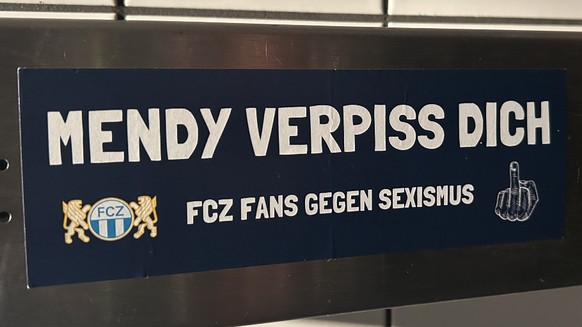 MENDY VERPISS DICH
FCZ
FCZ FANS GEGEN SEXISMUS